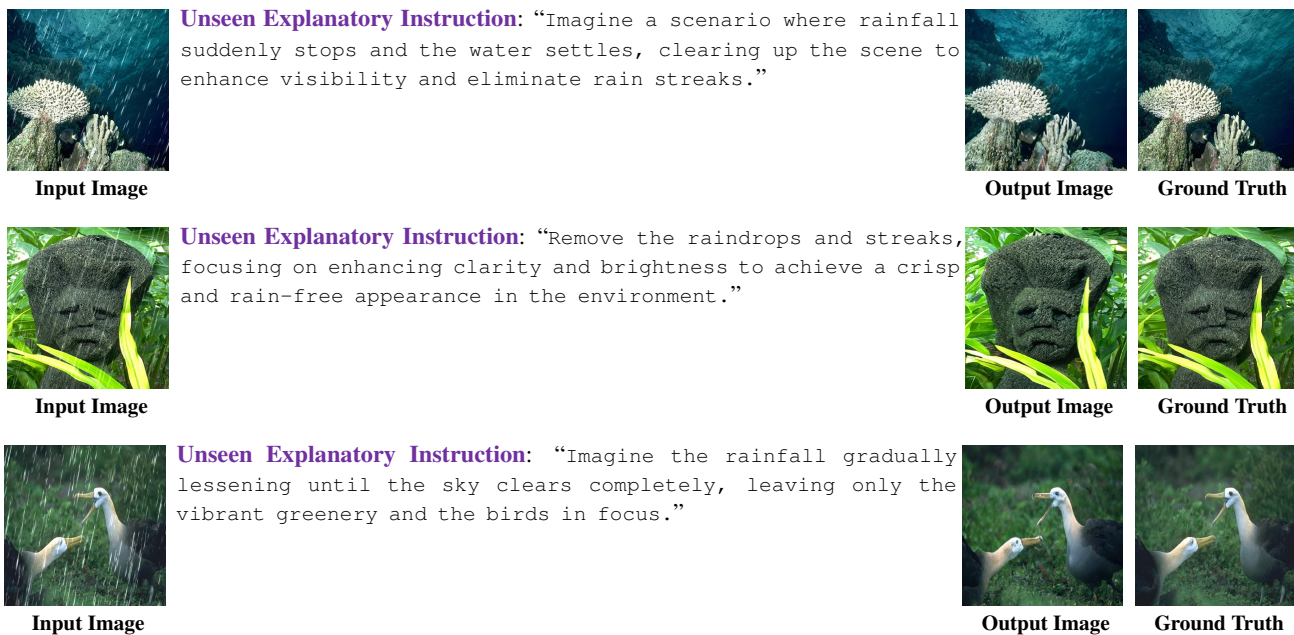 Unseen Explanatory Instruction: “Imagine a scenario where rainfall
suddenly stops and the water settles, clearing up the scene to
enhance visibility and eliminate rain streaks.”
Input Image
Output Image
Ground Truth
Unseen Explanatory Instruction: “Remove the raindrops and streaks,
focusing on enhancing clarity and brightness to achieve a crisp
and rain-free appearance in the environment.”
Input Image
Output Image
Ground Truth
Unseen Explanatory Instruction: “Imagine the rainfall gradually
lessening until the sky clears completely, leaving only the
vibrant greenery and the birds in focus.”
Input Image
Output Image
Ground Truth